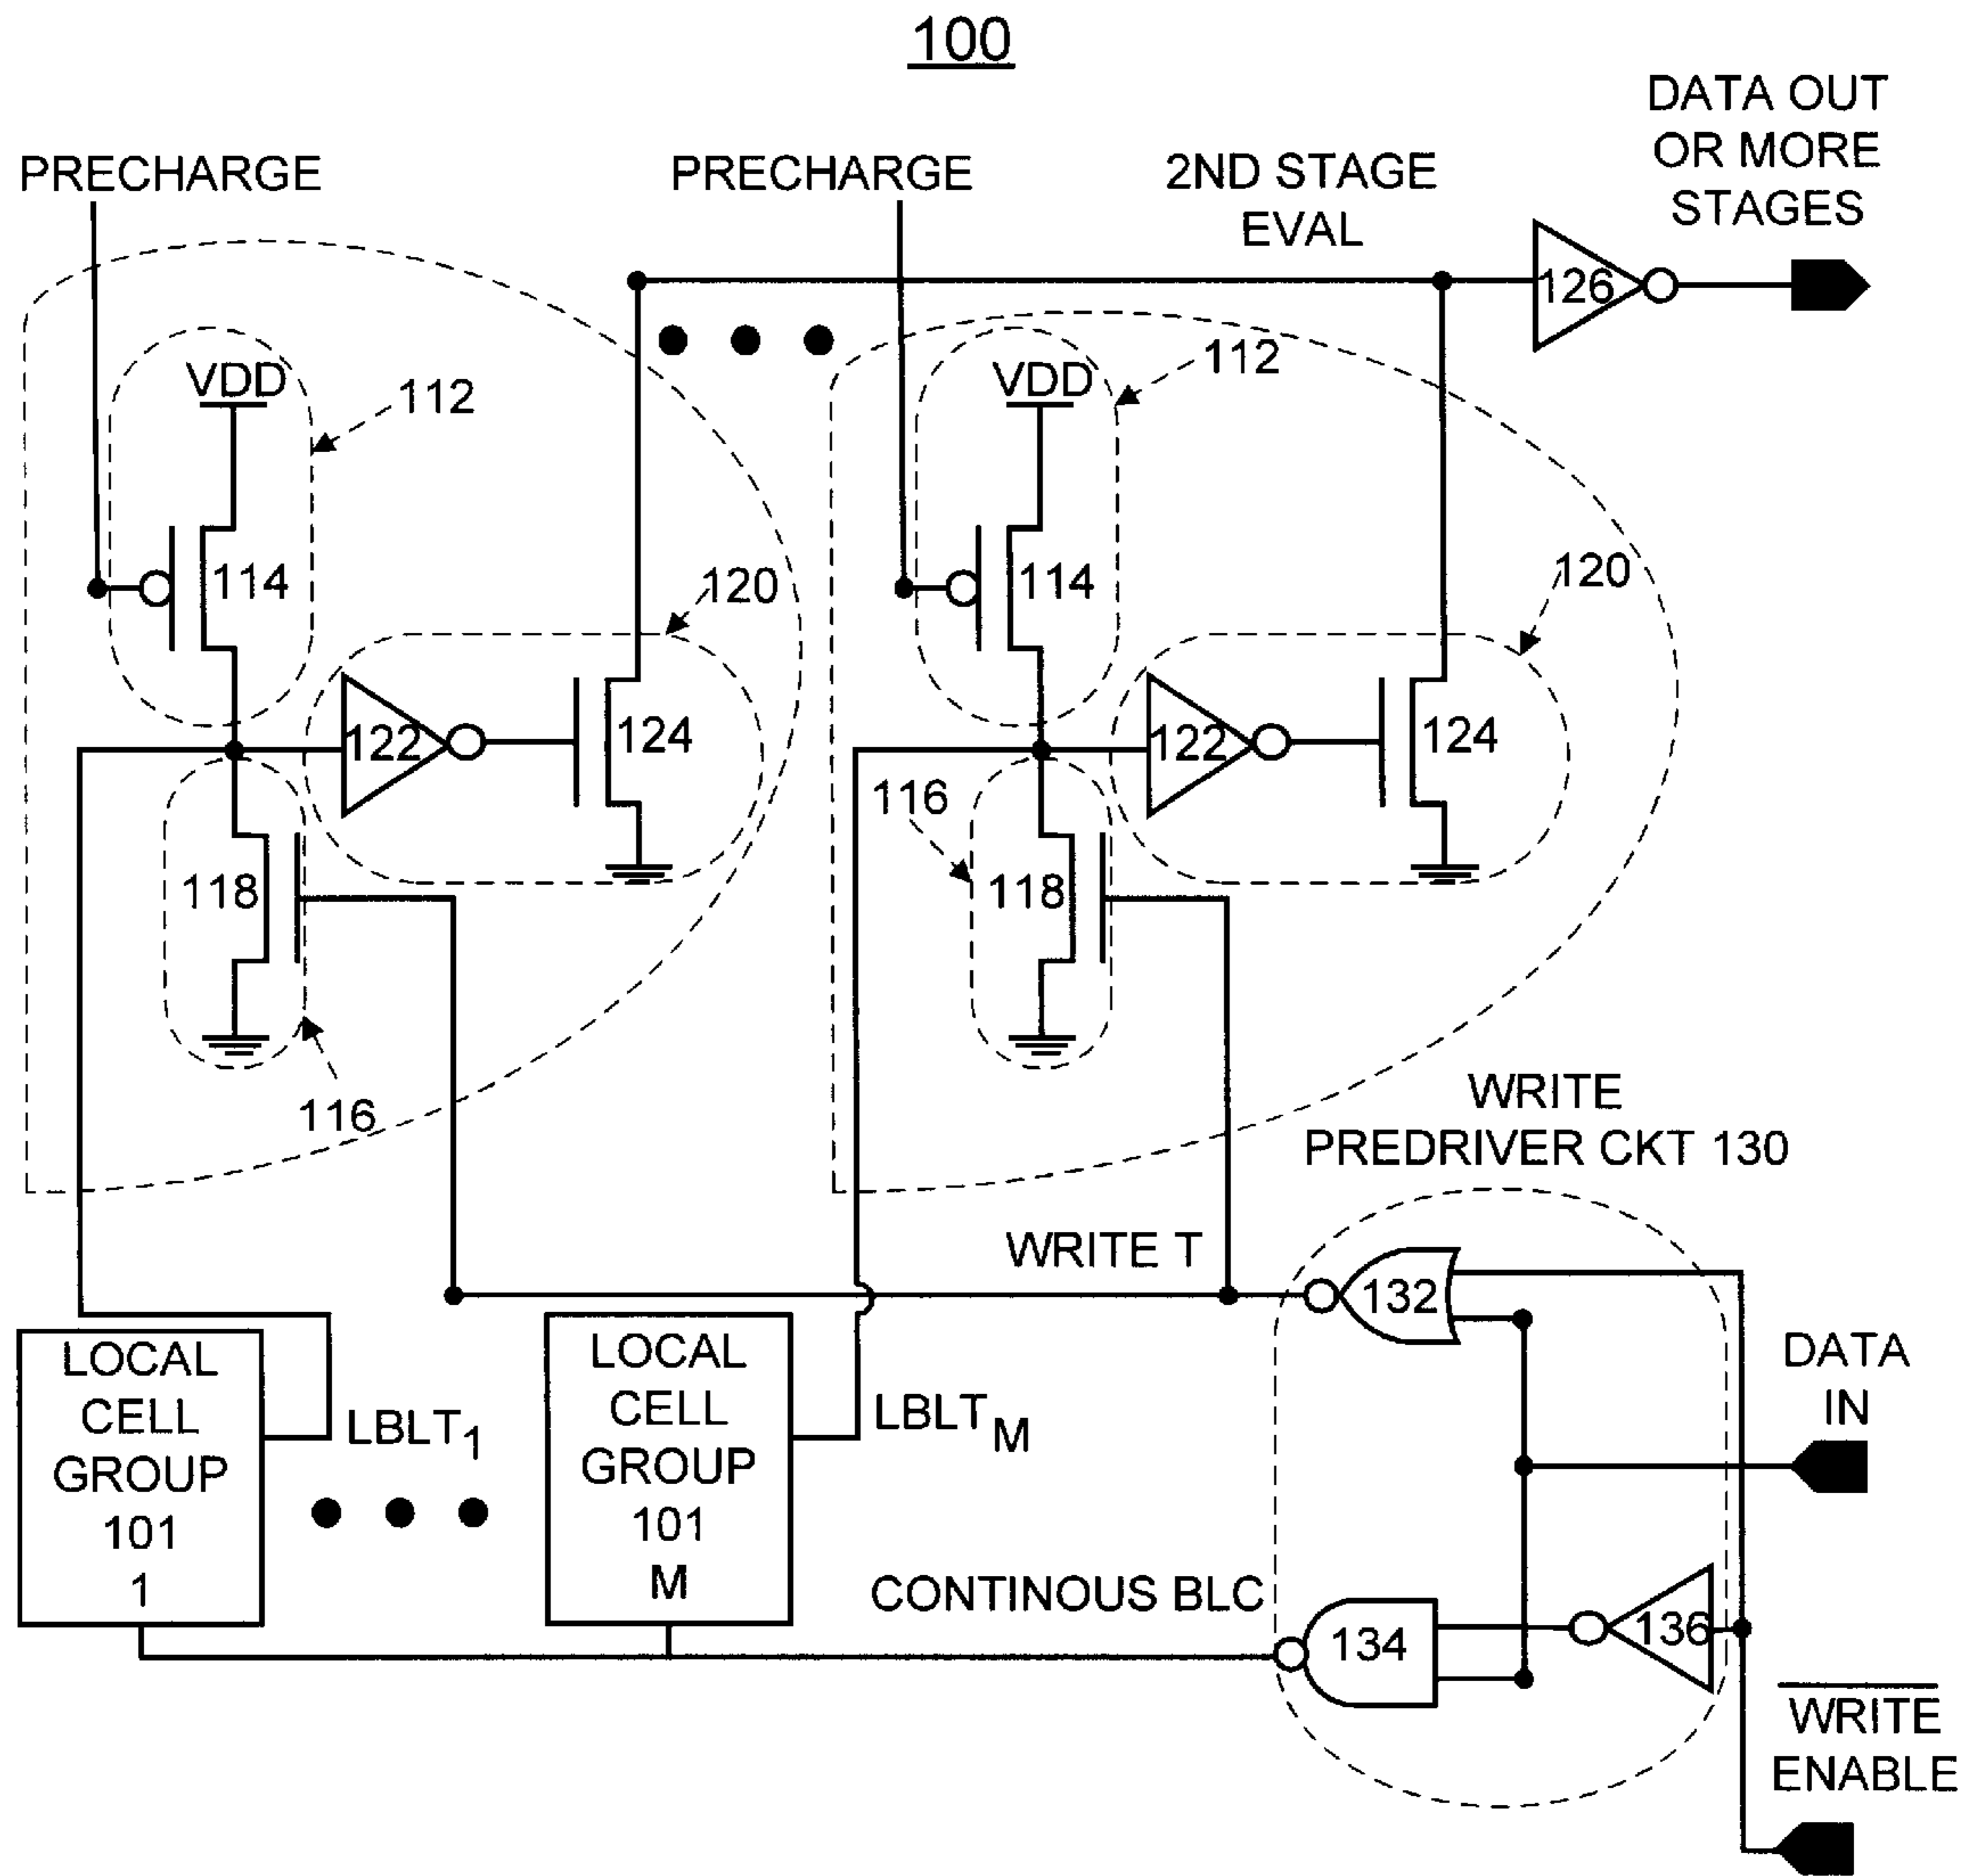 100
PRECHARGE
PRECHARGE
2ND STAGE
EVAL
DATA OUT
OR MORE
STAGES
126
VDD
112
VDD
112
114
120
114
120
122
124
122
124
116
118
118
116
WRITE
PREDRIVER CKT 130
WRITE T
132
DATA
IN
LOCAL
CELL
GROUP
101
1
LBLT1
LOCAL
CELL
GROUP
101
M
LBLTM
CONTINOUS BLC
134
136
WRITE
ENABLE